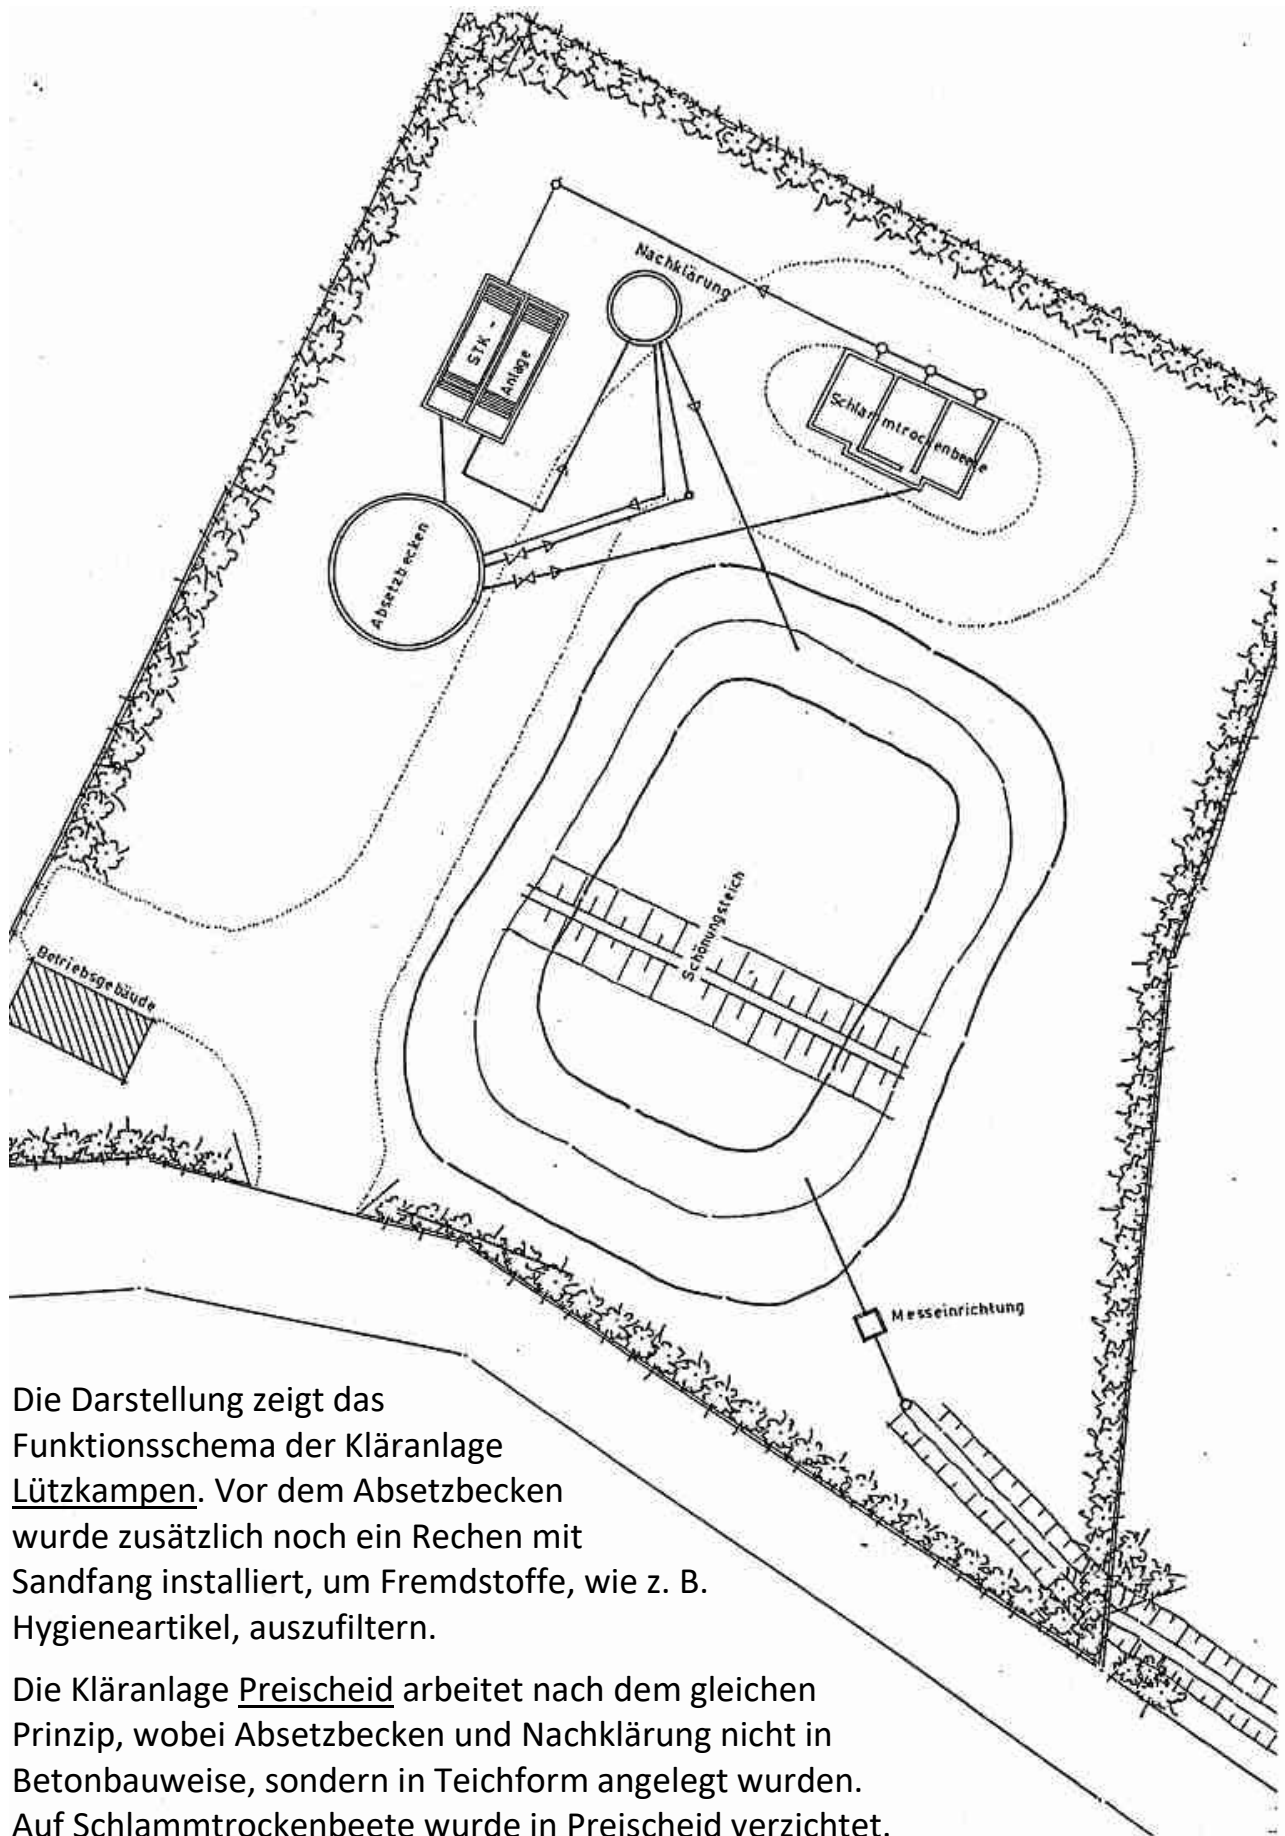 Nachklärung
STK -
Anlage
Schlammtrockenbeete
Absetzbecken
Schönungsteich
Betriebsgebäude
Messeinrichtung
Die Darstellung zeigt das
Funktionsschema der Kläranlage
Lützkampen. Vor dem Absetzbecken
wurde zusätzlich noch ein Rechen mit
Sandfang installiert, um Fremdstoffe, wie z. B.
Hygieneartikel, auszufiltern.
Die Kläranlage Preischeid arbeitet nach dem gleichen
Prinzip, wobei Absetzbecken und Nachklärung nicht in
Betonbauweise, sondern in Teichform angelegt wurden.
Auf Schlammtrockenbeete wurde in Preischeid verzichtet.